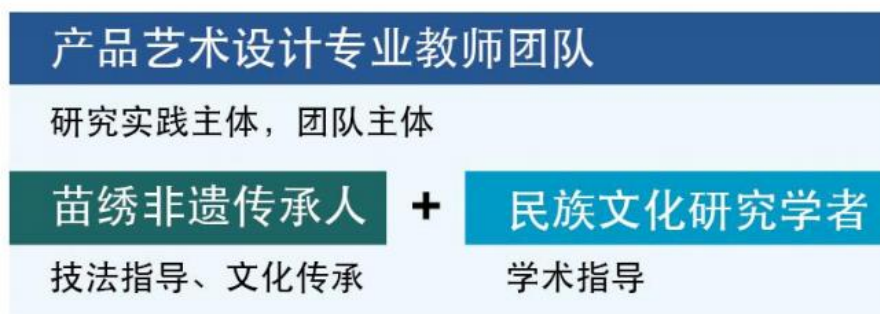 产品艺术设计专业教师团队
研究实践主体，团队主体
苗绣非遗传承人 + 民族文化研究学者
技法指导、文化传承 学术指导